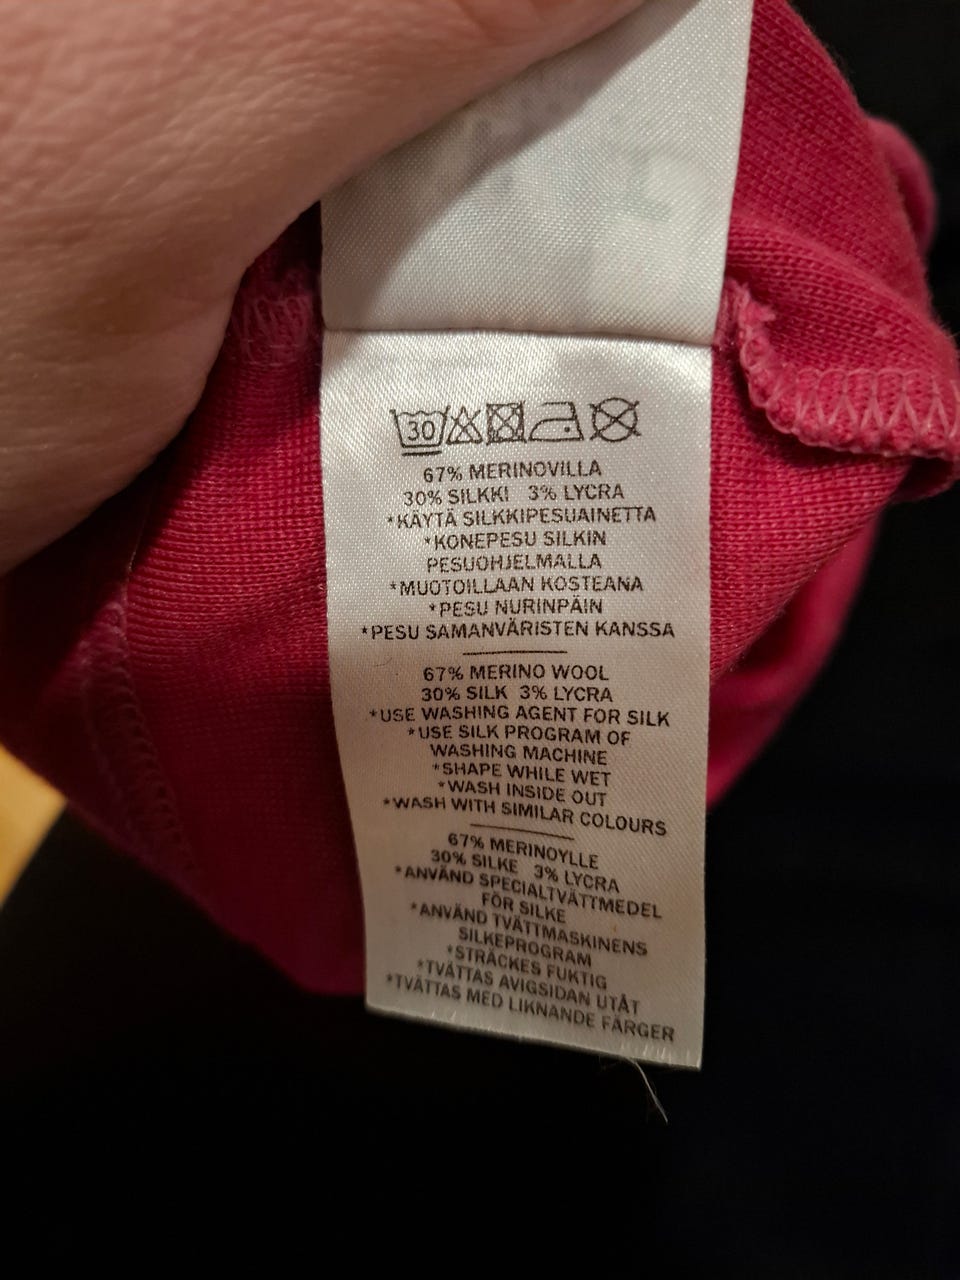 30
67% MERINOVILLA
30% SILKKI 3% LYCRA
*KÄYTÄ SILKKIPESUAINETTA
*KONEPESU SILKIN
PESUOHJELMALLA
*MUOTOILLAAN KOSTEANA
*PESU NURINPÄIN
*PESU SAMANVÄRISTEN KANSSA
67% MERINO WOOL
30% SILK 3% LYCRA
*USE WASHING AGENT FOR SILK
*USE SILK PROGRAM OF
WASHING MACHINE
*SHAPE WHILE WET
*WASH INSIDE OUT
*WASH WITH SIMILAR COLOURS
67% MERINOYLLE
30% SILKE 3% LYCRA
*ANVÄND SPECIALTVÄTTMEDEL
FÖR SILKE
*ANVÄND TVÄTTMASKINENS
SILKEPROGRAM
*STRÄCKES FUKTIG
*TVÄTTAS AVIGSIDAN UTÅT
*TVÄTTAS MED LIKNANDE FÄRGER